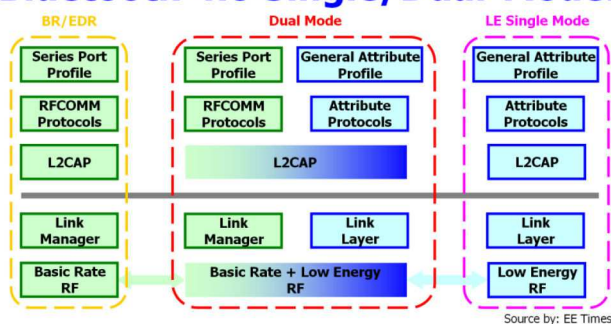 BR/EDR
Dual Mode
LE Single Mode
Series Port
Profile
Series Port
Profile
General Attribute
Profile
General Attribute
Profile
RFCOMM
Protocols
RFCOMM
Protocols
Attribute
Protocols
Attribute
Protocols
L2CAP
L2CAP
L2CAP
Link
Manager
Link
Manager
Link
Layer
Link
Layer
Basic Rate
RF
Basic Rate + Low Energy
RF
Low Energy
RF
Source by: EE Times